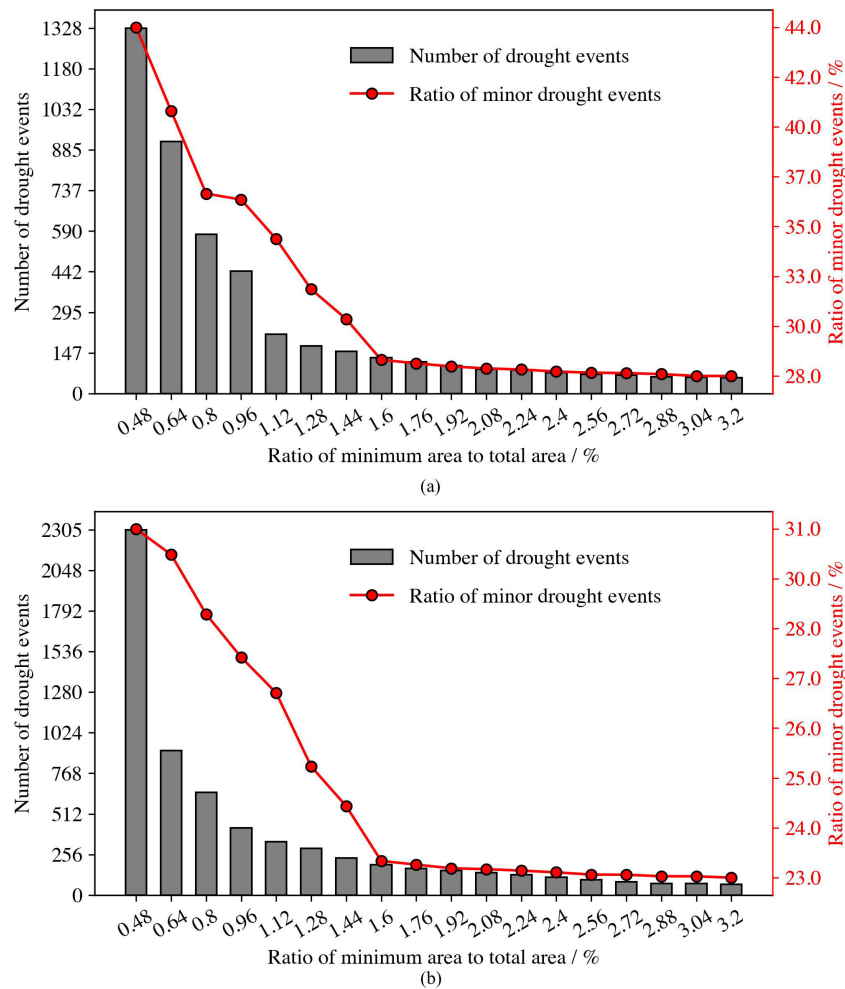 1328
1180
1032
885
737
590
442
295
147
0
Number of drought events
Number of drought events
Ratio of minor drought events
44.0
42.0
40.0
37.0
35.0
33.0
30.0
28.0
Ratio of minor drought events / %
0.48 0.64 0.8 0.96 1.12 1.28 1.44 1.6 1.76 1.92 2.08 2.24 2.4 2.56 2.72 2.88 3.04 3.2
Ratio of minimum area to total area / %
(a)
2305
2048
1792
1536
1280
1024
768
512
256
0
Number of drought events
Number of drought events
Ratio of minor drought events
31.0
30.0
28.0
27.0
26.0
25.0
24.0
23.0
Ratio of minor drought events / %
0.48 0.64 0.8 0.96 1.12 1.28 1.44 1.6 1.76 1.92 2.08 2.24 2.4 2.56 2.72 2.88 3.04 3.2
Ratio of minimum area to total area / %
(b)